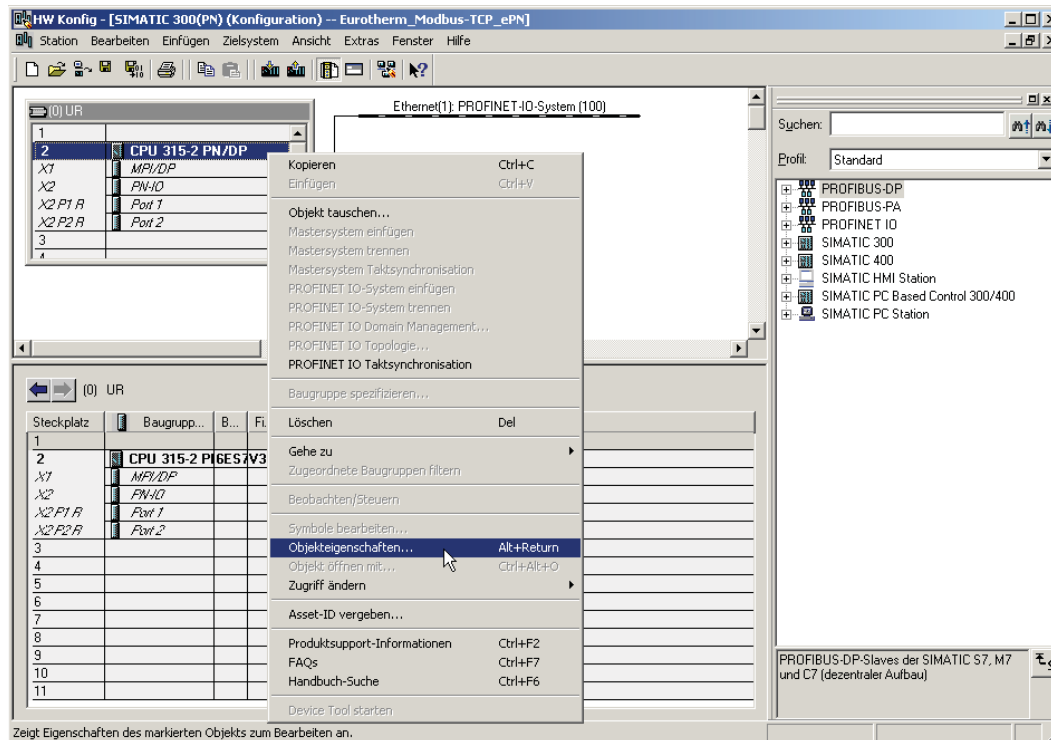 HW Konfig - [SIMATIC 300(PN) (Konfiguration) -- Eurotherm_Modbus-TCP_ePN]
Station Bearbeiten Einfügen Zielsystem Ansicht Extras Fenster Hilfe
(0) UR
1
2 CPU 315-2 PN/DP
X1 MPI/DP
X2 PN-IO
X2 P1 R Port 1
X2 P2 R Port 2
3
4
Ethernet(1): PROFINET-IO-System (100)
Kopieren Ctrl+C
Einfügen Ctrl+V
Objekt tauschen...
Mastersystem einfügen
Mastersystem trennen
Mastersystem Taktsynchronisation
PROFINET IO-System einfügen
PROFINET IO-System trennen
PROFINET IO Domain Management...
PROFINET IO Topologie...
PROFINET IO Taktsynchronisation
Baugruppe spezifizieren...
Löschen Del
Gehe zu
Zugeordnete Baugruppen filtern
Beobachten/Steuern
Symbole bearbeiten...
Objekteigenschaften... Alt+Return
Objekt öffnen mit... Ctrl+Alt+O
Zugriff ändern
Asset-ID vergeben...
Produktsupport-Informationen Ctrl+F2
FAQs Ctrl+F7
Handbuch-Suche Ctrl+F6
Device Tool starten
(0) UR
Steckplatz Baugrupp... B... Fi.
1
2 CPU 315-2 PI 6ES7 V3
X1 MPI/DP
X2 PN-IO
X2 P1 R Port 1
X2 P2 R Port 2
3
4
5
6
7
8
9
10
11
Suchen:
Profil: Standard
PROFIBUS-DP
PROFIBUS-PA
PROFINET IO
SIMATIC 300
SIMATIC 400
SIMATIC HMI Station
SIMATIC PC Based Control 300/400
SIMATIC PC Station
PROFIBUS-DP-Slaves der SIMATIC S7, M7
und C7 (dezentraler Aufbau)
Zeigt Eigenschaften des markierten Objekts zum Bearbeiten an.